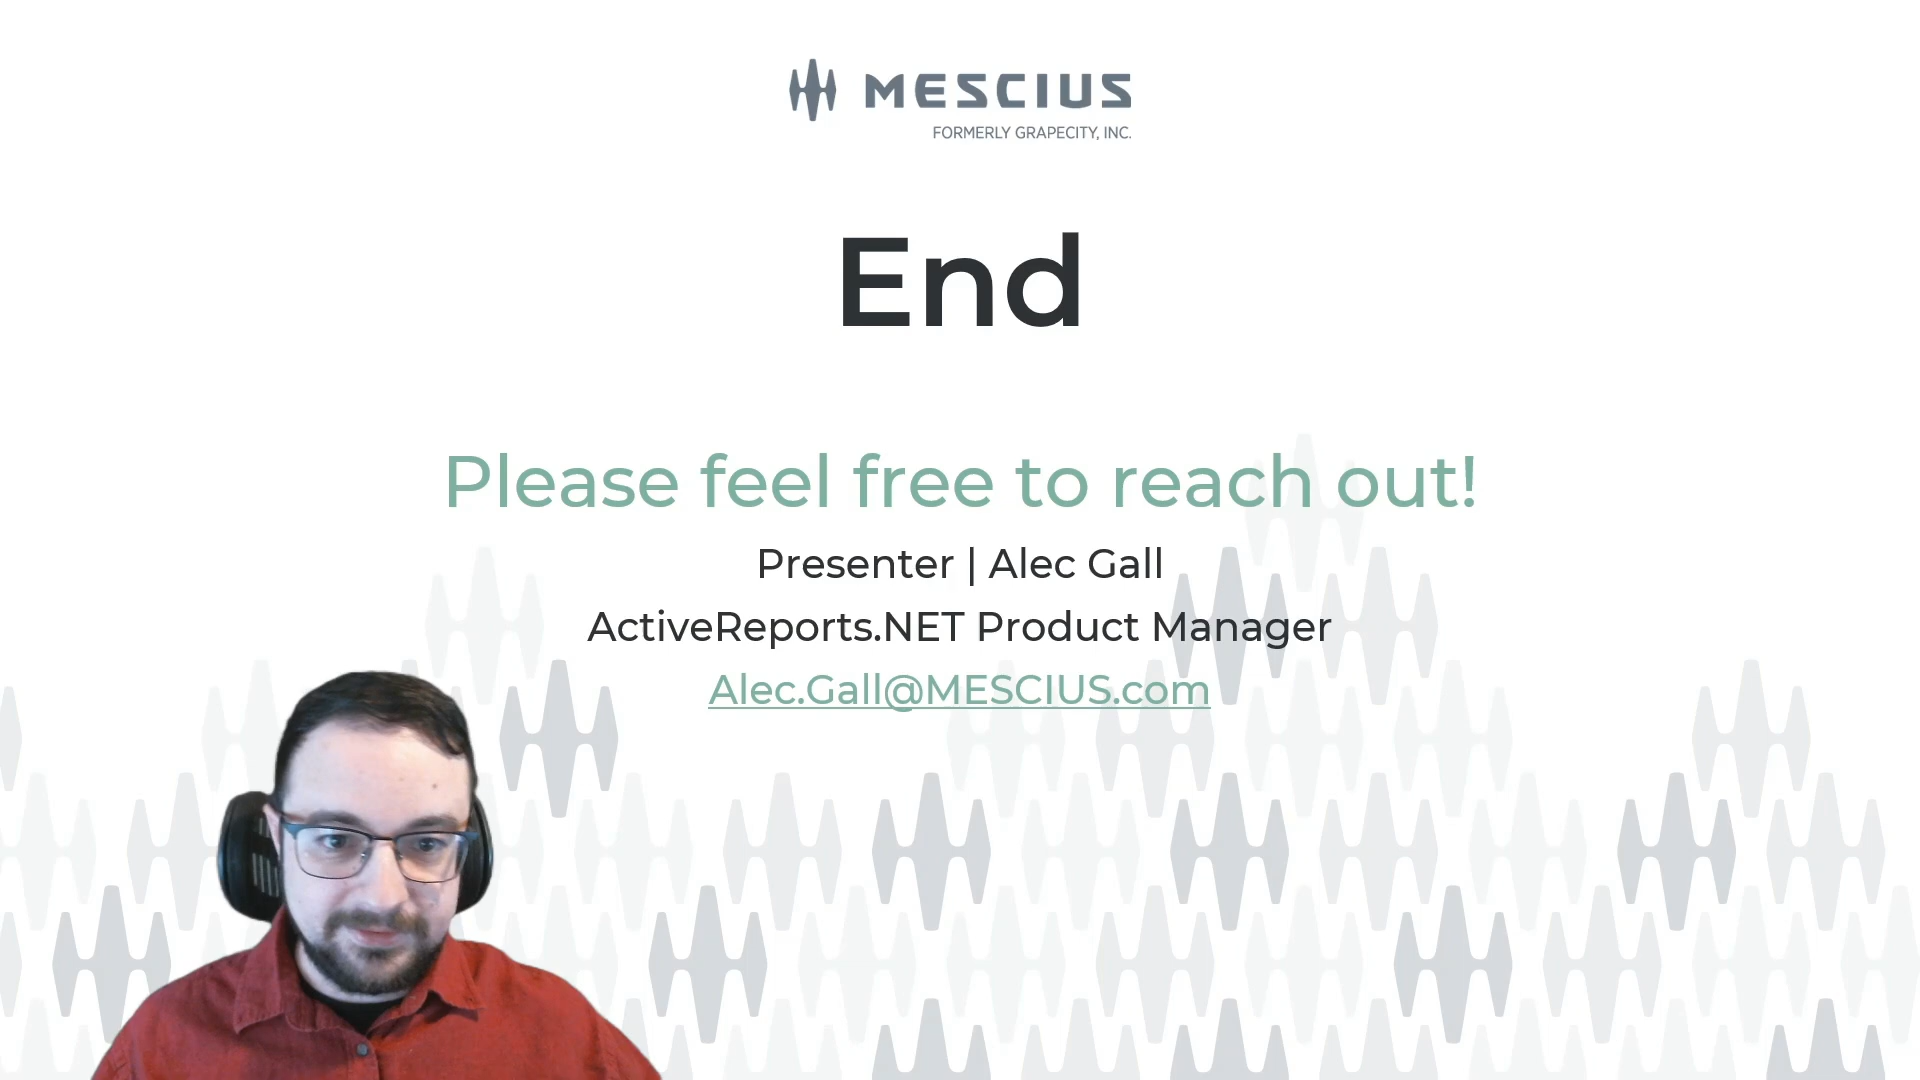 MESCIUS
FORMERLY GRAPECITY, INC.
End
Please feel free to reach out!
Presenter | Alec Gall
ActiveReports.NET Product Manager
Alec.Gall@MESCIUS.com